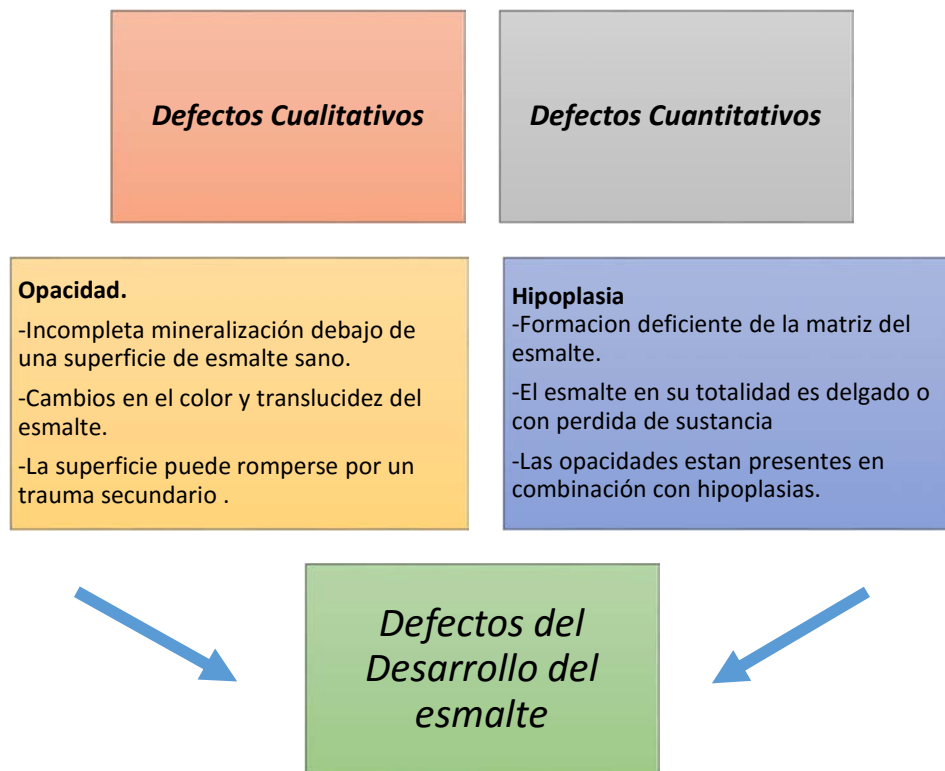 Defectos Cualitativos
Defectos Cuantitativos
Opacidad.
-Incompleta mineralización debajo de
una superficie de esmalte sano.
-Cambios en el color y translucidez del
esmalte.
-La superficie puede romperse por un
trauma secundario .
Hipoplasia
-Formacion deficiente de la matriz del
esmalte.
-El esmalte en su totalidad es delgado o
con perdida de sustancia
-Las opacidades estan presentes en
combinación con hipoplasias.
Defectos del
Desarrollo del
esmalte